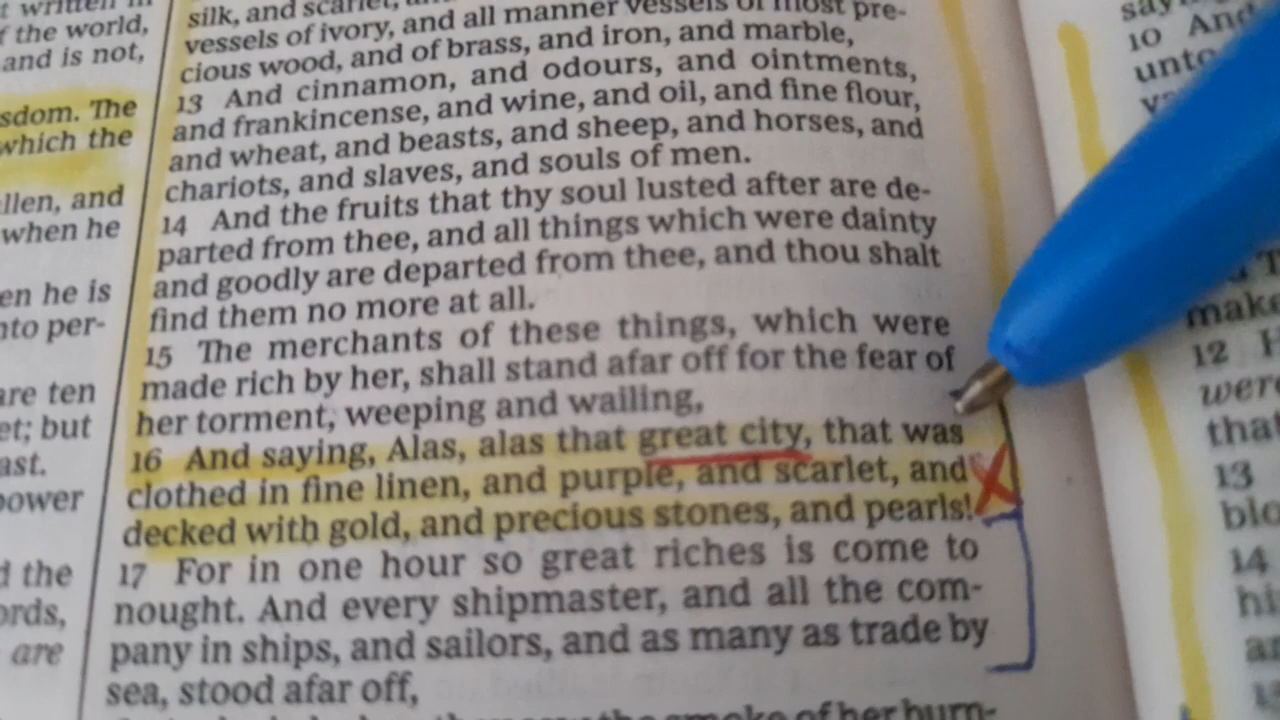 t written in
f the world,
and is not,
sdom. The
which the
llen, and
when he
en he is
nto per-
are ten
et; but
ast.
power
d the
ords,
are
silk, and scarlet,
vessels of ivory, and all manner vessels of most pre-
cious wood, and of brass, and iron, and marble,
13 And cinnamon, and odours, and ointments,
and frankincense, and wine, and oil, and fine flour,
and wheat, and beasts, and sheep, and horses, and
chariots, and slaves, and souls of men.
14 And the fruits that thy soul lusted after are de-
parted from thee, and all things which were dainty
and goodly are departed from thee, and thou shalt
find them no more at all.
15 The merchants of these things, which were
made rich by her, shall stand afar off for the fear of
her torment, weeping and wailing,
16 And saying, Alas, alas that great city, that was
clothed in fine linen, and purple, and scarlet, and
decked with gold, and precious stones, and pearls!
17 For in one hour so great riches is come to
nought. And every shipmaster, and all the com-
pany in ships, and sailors, and as many as trade by
sea, stood afar off,
the smoke of her burn-
10 And
unto
make
12 H
were
that
13
blo
14
hi